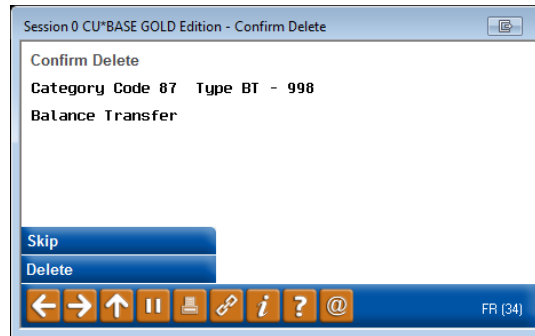 Session 0 CU*BASE GOLD Edition - Confirm Delete
Confirm Delete
Category Code 87 Type BT - 998
Balance Transfer
Skip
Delete
i ? @
FR (34)